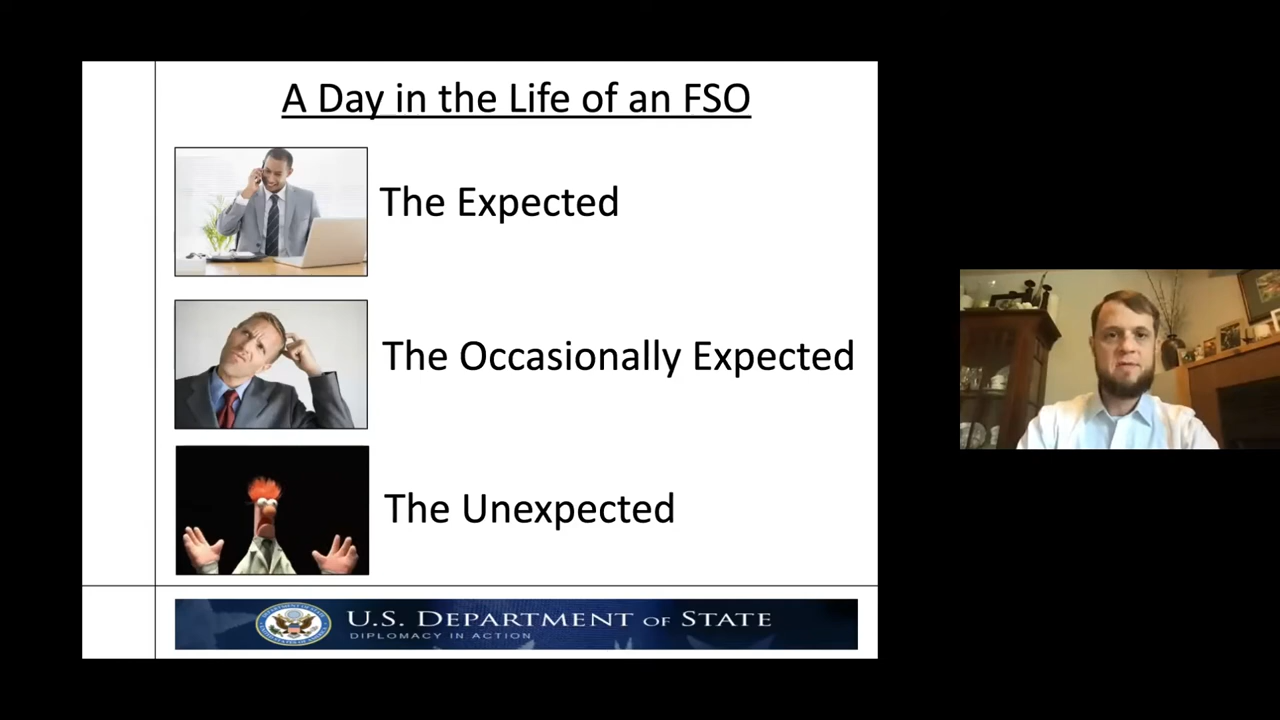 A Day in the Life of an FSO
The Expected
The Occasionally Expected
The Unexpected
U.S. DEPARTMENT OF STATE
DIPLOMACY IN ACTION